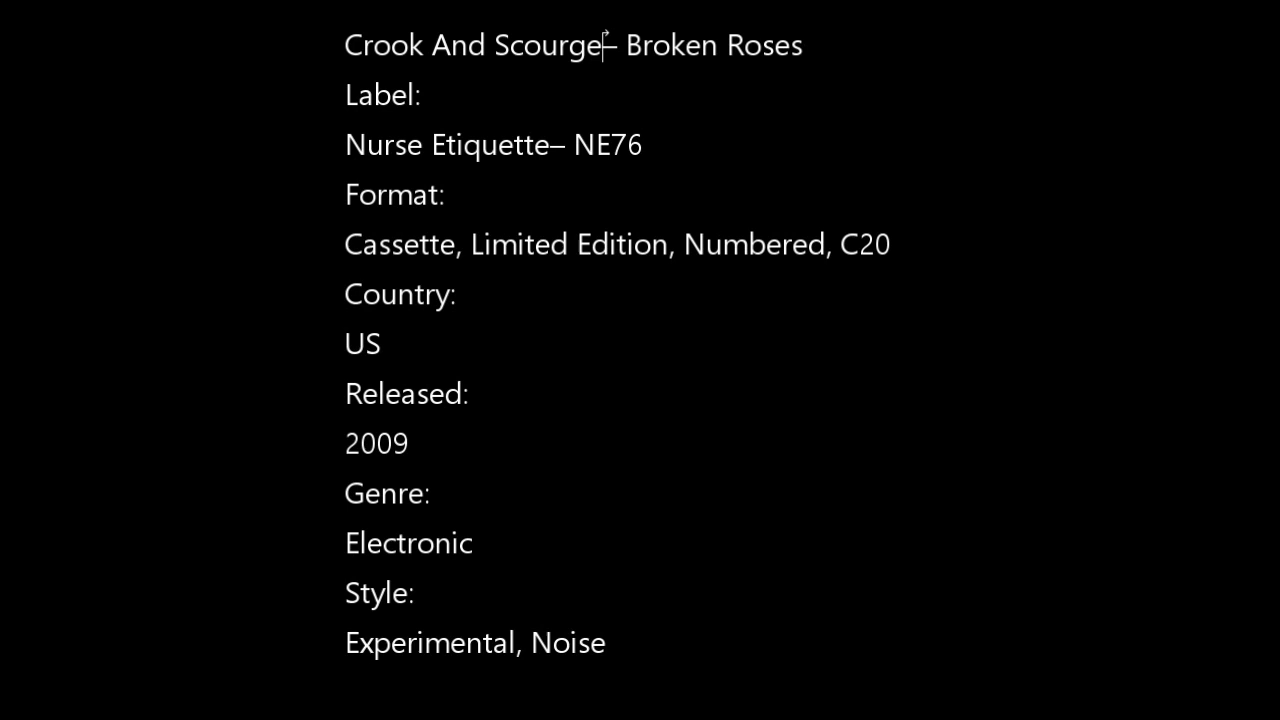 Crook And Scourge– Broken Roses
Label:
Nurse Etiquette– NE76
Format:
Cassette, Limited Edition, Numbered, C20
Country:
US
Released:
2009
Genre:
Electronic
Style:
Experimental, Noise